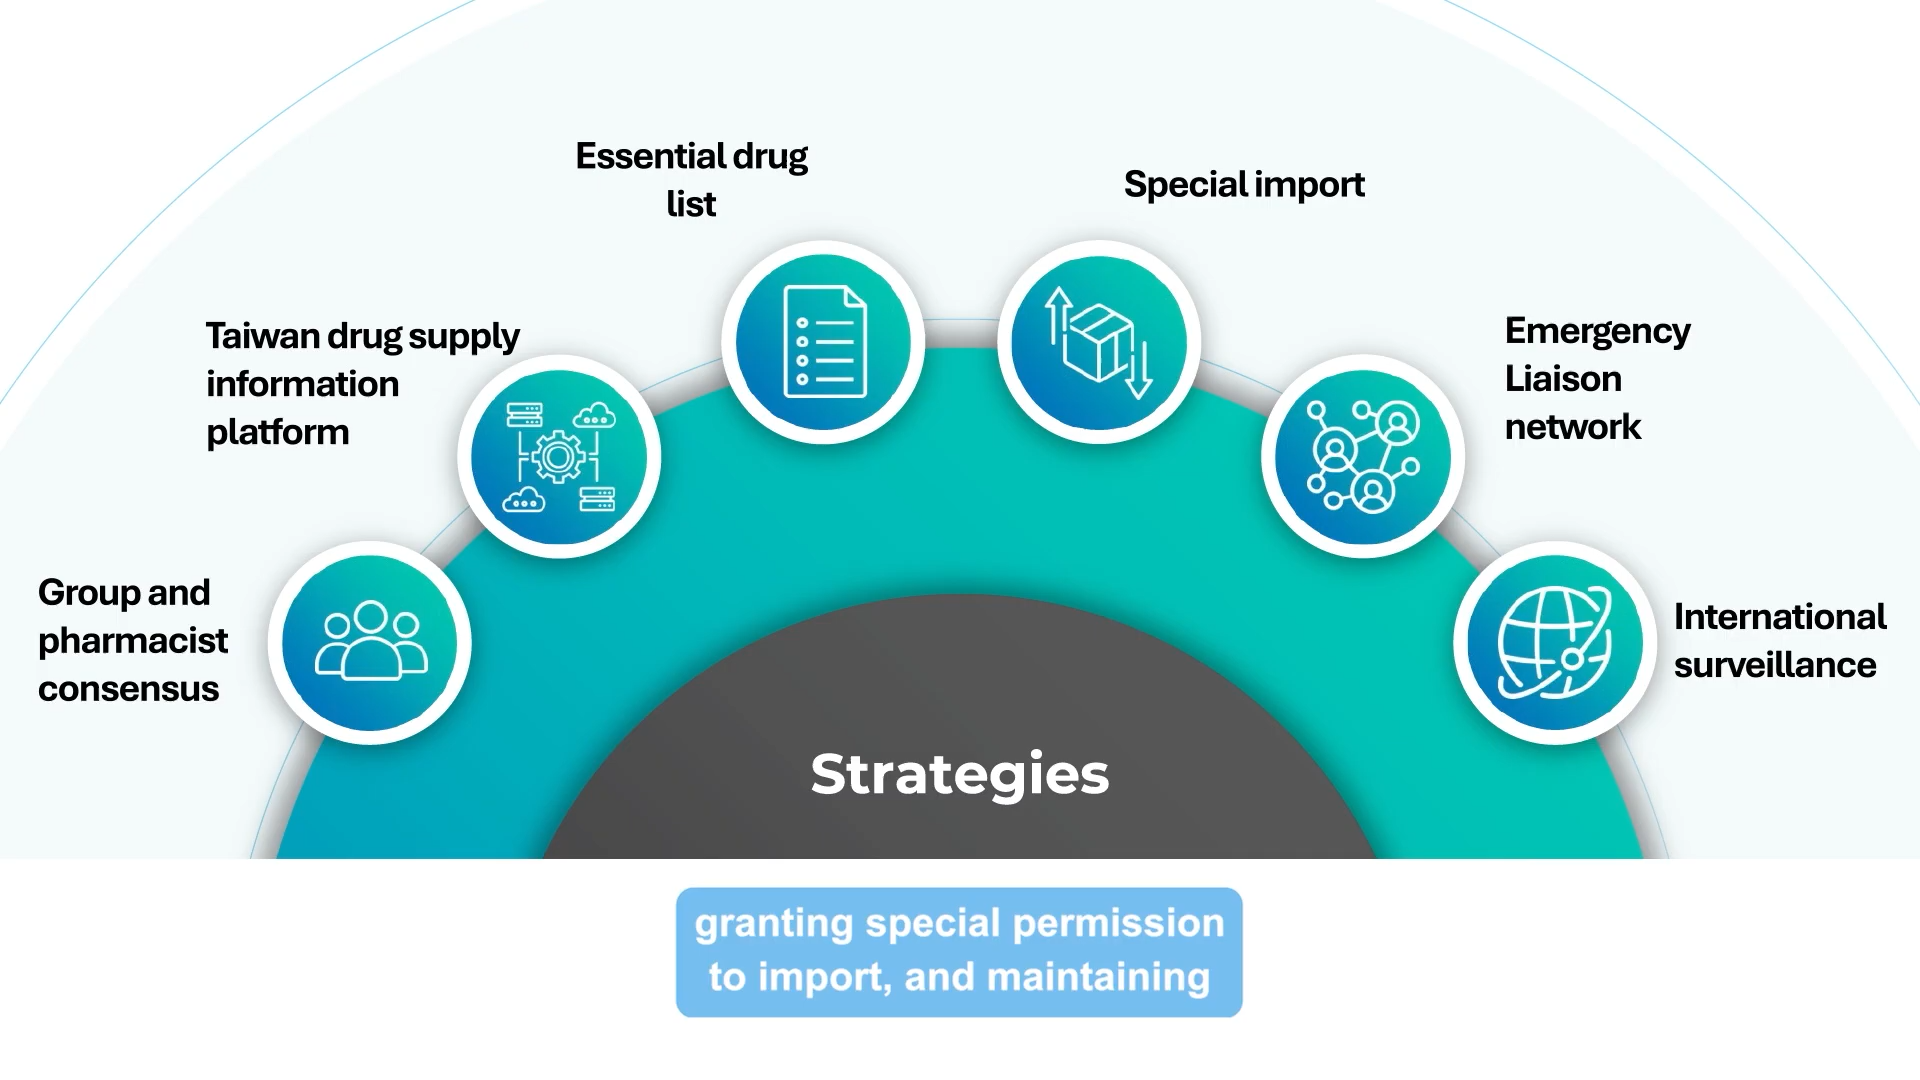 Essential drug
list
Special import
Taiwan drug supply
information
platform
Emergency
Liaison
network
Group and
pharmacist
consensus
International
surveillance
Strategies
granting special permission
to import, and maintaining